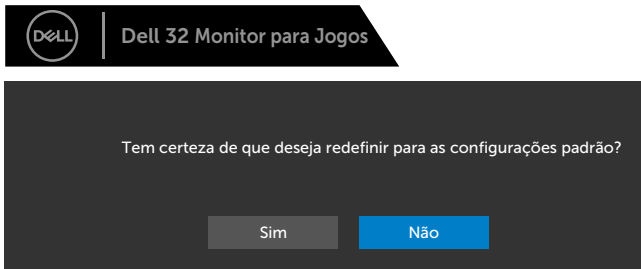 DELL
Dell 32 Monitor para Jogos
Tem certeza de que deseja redefinir para as configurações padrão?
Sim
Não